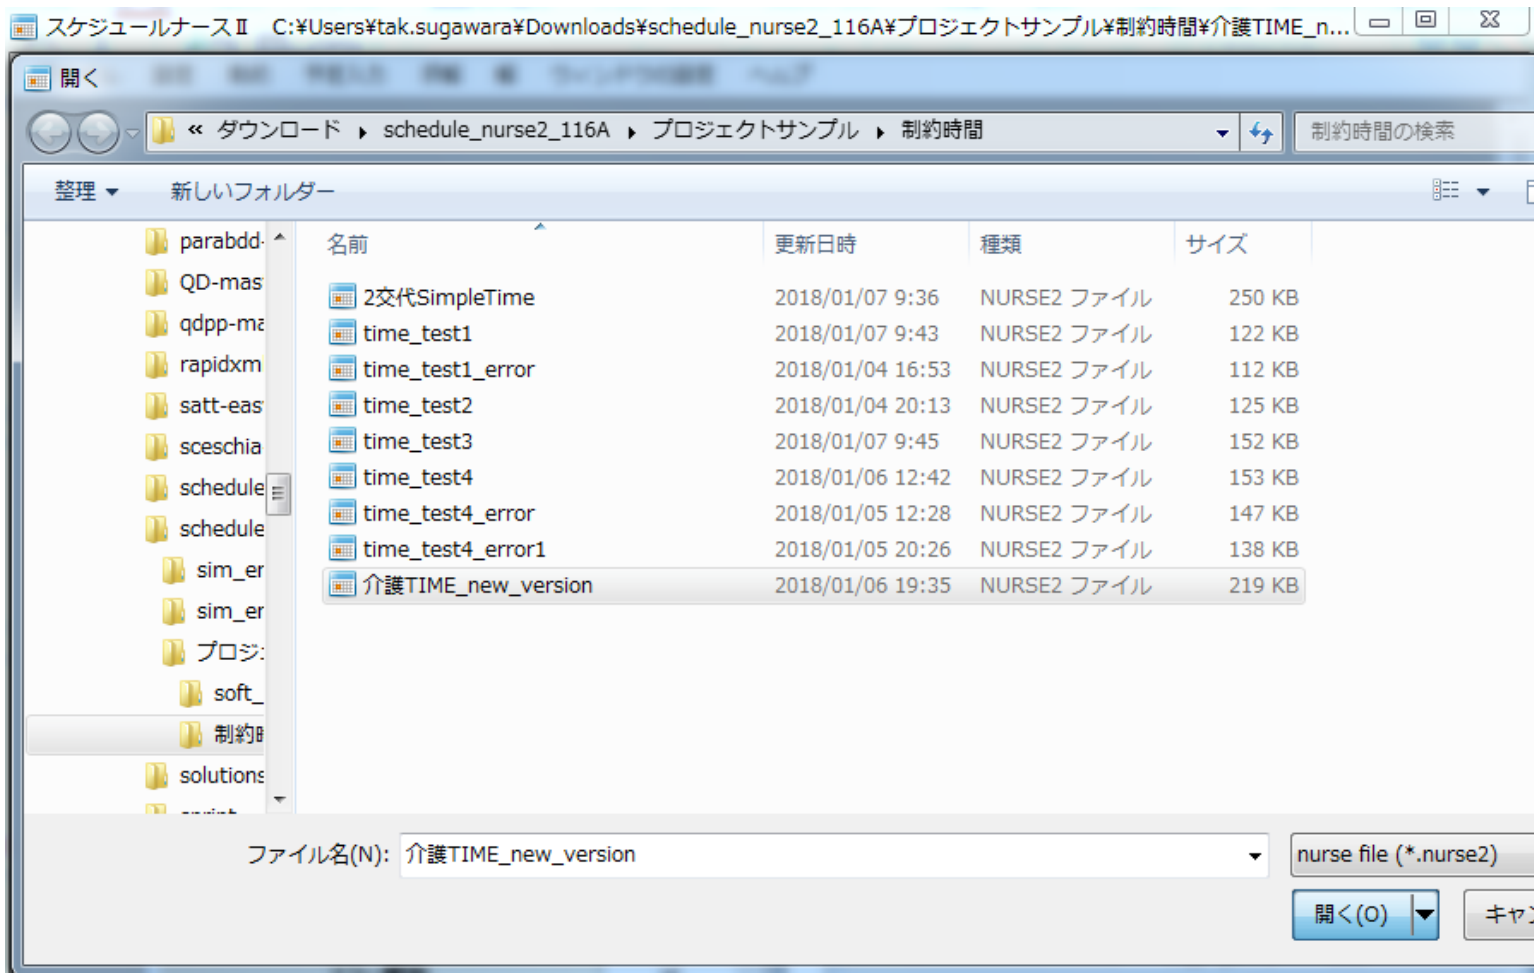 スケジュールナースⅡ C:¥Users¥tak.sugawara¥Downloads¥schedule_nurse2_116A¥プロジェクトサンプル¥制約時間¥介護TIME_n...
開く
« ダウンロード ▸ schedule_nurse2_116A ▸ プロジェクトサンプル ▸ 制約時間
制約時間の検索
整理 ▼ 新しいフォルダー
名前 更新日時 種類 サイズ
parabdd-
QD-mas
qdpp-ma
rapidxm
satt-eas
sceschia
schedule
schedule
sim_er
sim_er
プロジ
soft_
制約
solutions
2交代SimpleTime 2018/01/07 9:36 NURSE2 ファイル 250 KB
time_test1 2018/01/07 9:43 NURSE2 ファイル 122 KB
time_test1_error 2018/01/04 16:53 NURSE2 ファイル 112 KB
time_test2 2018/01/04 20:13 NURSE2 ファイル 125 KB
time_test3 2018/01/07 9:45 NURSE2 ファイル 152 KB
time_test4 2018/01/06 12:42 NURSE2 ファイル 153 KB
time_test4_error 2018/01/05 12:28 NURSE2 ファイル 147 KB
time_test4_error1 2018/01/05 20:26 NURSE2 ファイル 138 KB
介護TIME_new_version 2018/01/06 19:35 NURSE2 ファイル 219 KB
ファイル名(N): 介護TIME_new_version
nurse file (*.nurse2)
開く(O)
キャン